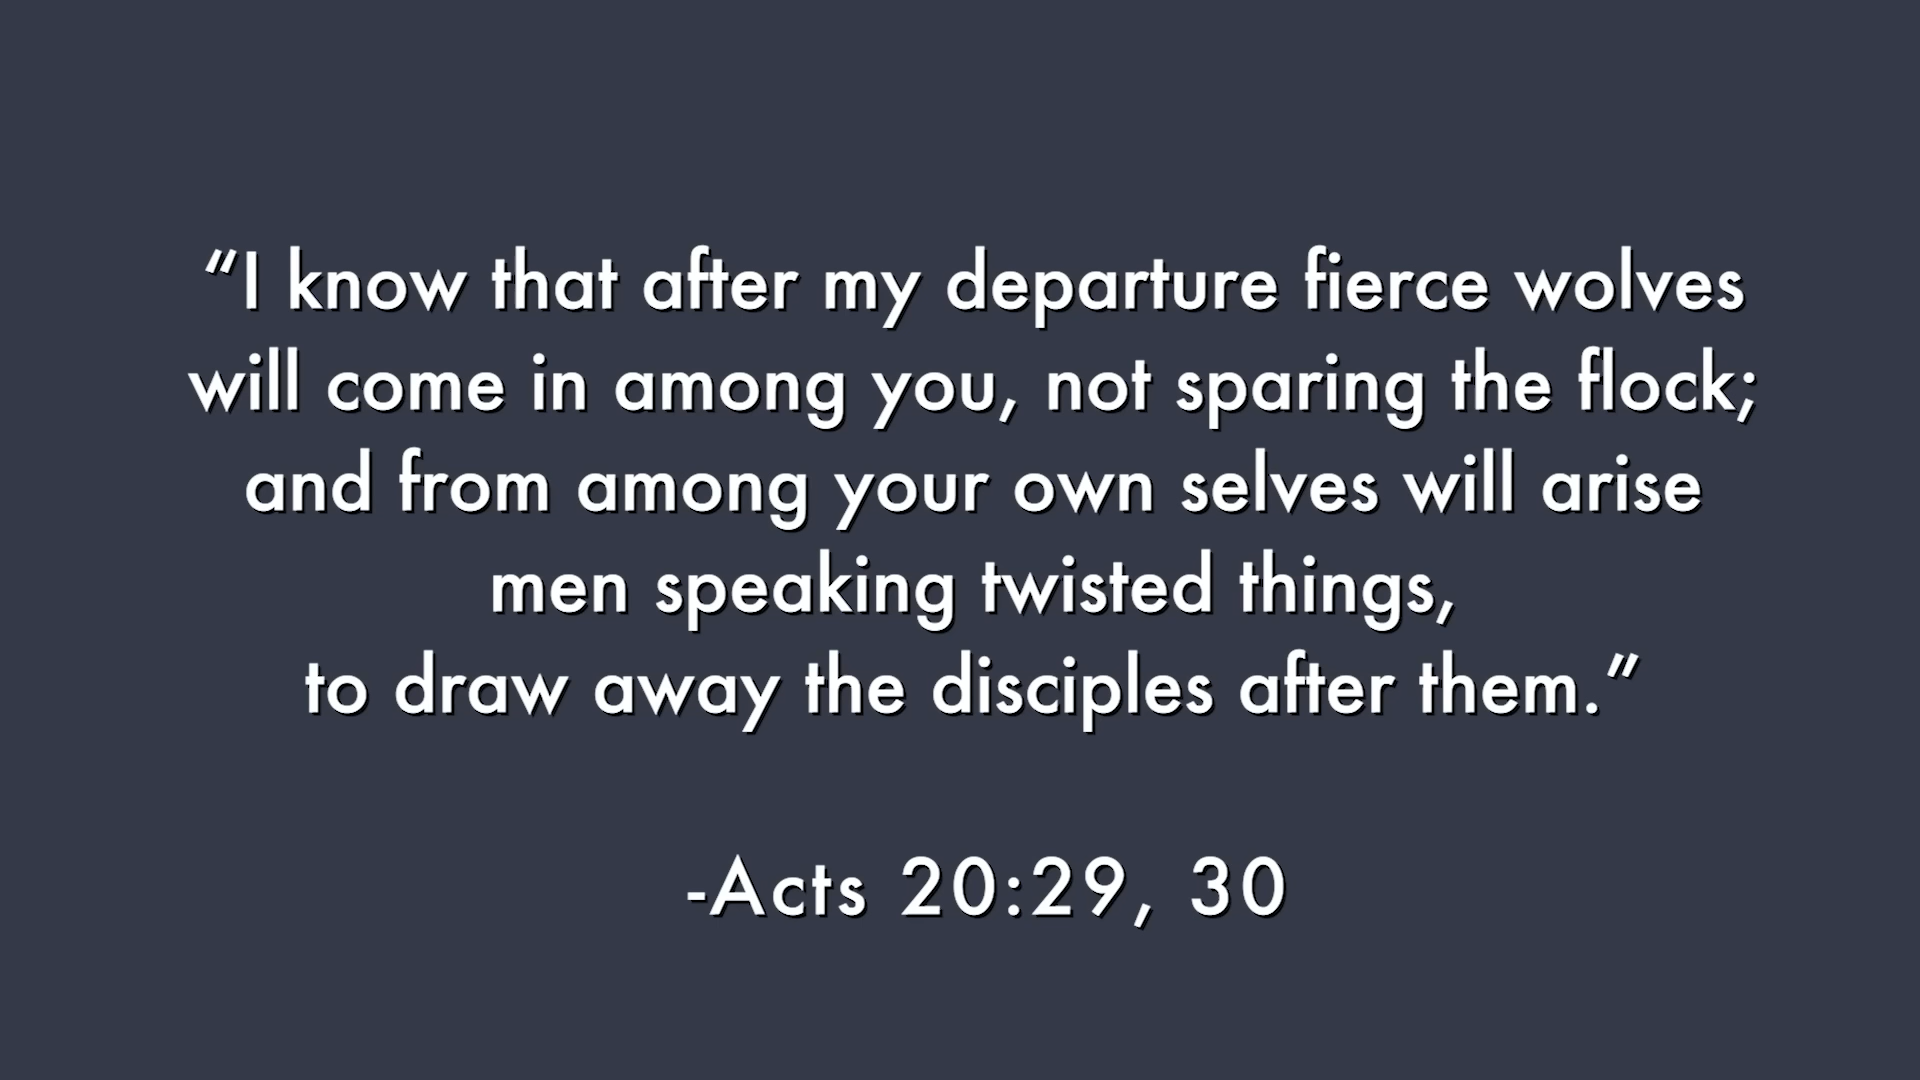 “I know that after my departure fierce wolves
will come in among you, not sparing the flock;
and from among your own selves will arise
men speaking twisted things,
to draw away the disciples after them.”
-Acts 20:29, 30